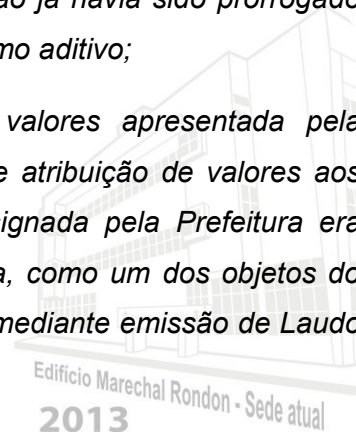 ão já havia sido prorrogado
mo aditivo;
valores apresentada pela
e atribuição de valores aos
signada pela Prefeitura era
a, como um dos objetos do
mediante emissão de Laudo
Edifício Marechal Rondon - Sede atual
2013